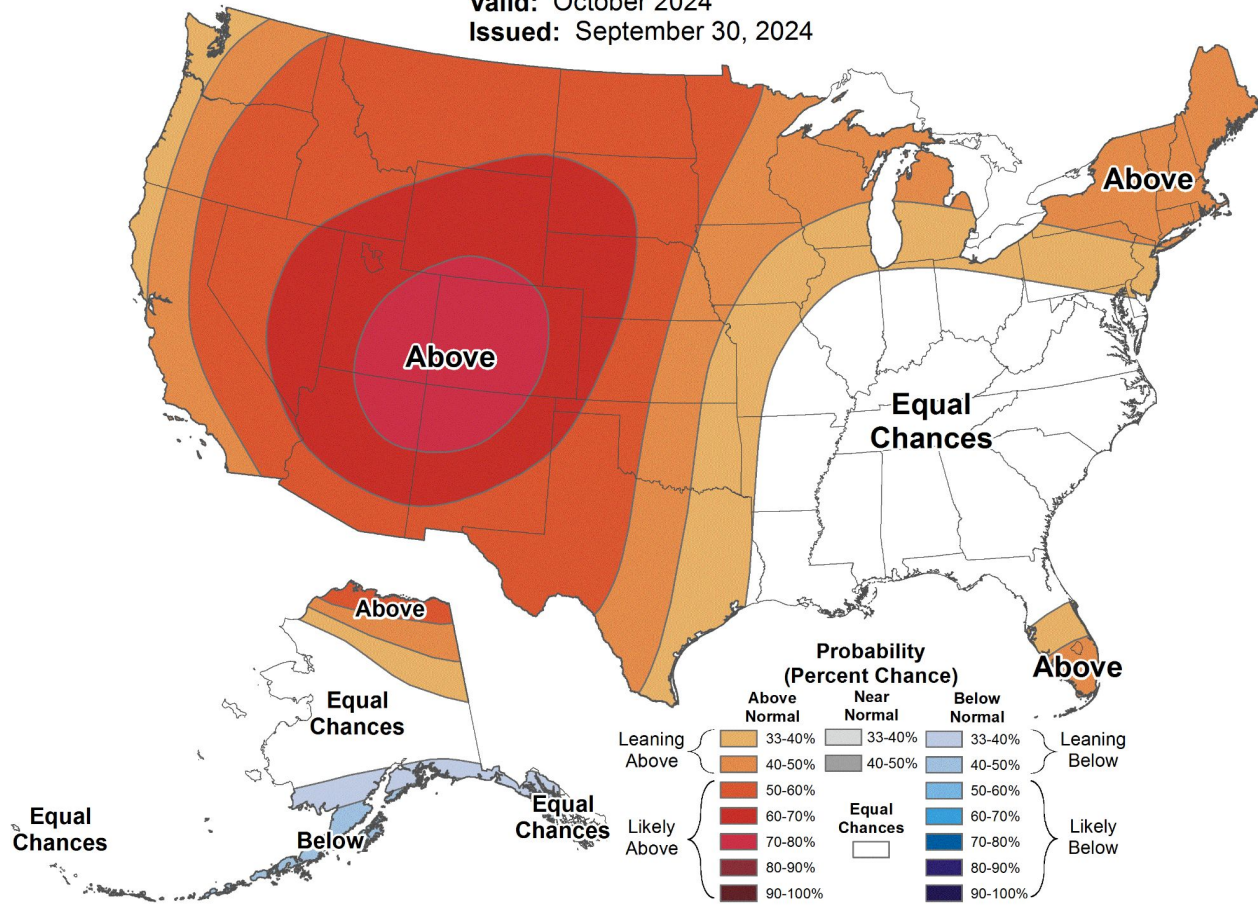 Valid: October 2024
Issued: September 30, 2024
Above
Above
Equal
Chances
Above
Equal
Chances
Below
Equal
Chances
Equal
Chances
Above
Probability
(Percent Chance)
Above
Normal
Near
Normal
Below
Normal
Leaning
Above
33-40%
40-50%
33-40%
40-50%
33-40%
40-50%
Leaning
Below
Likely
Above
50-60%
60-70%
70-80%
80-90%
90-100%
Equal
Chances
50-60%
60-70%
70-80%
80-90%
90-100%
Likely
Below